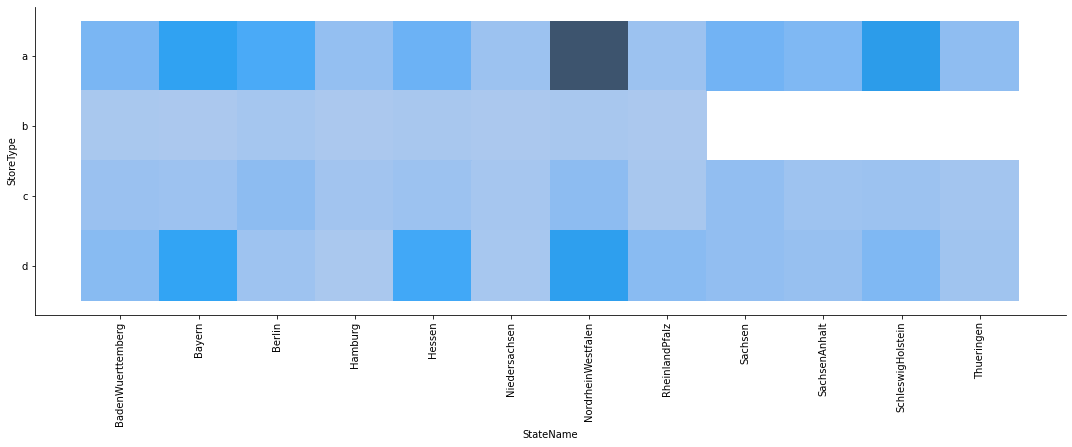 a
b
c
d
StoreType
BadenWuerttemberg
Bayern
Berlin
Hamburg
Hessen
Niedersachsen
NordrheinWestfalen
RheinlandPfalz
Sachsen
SachsenAnhalt
SchleswigHolstein
Thueringen
StateName